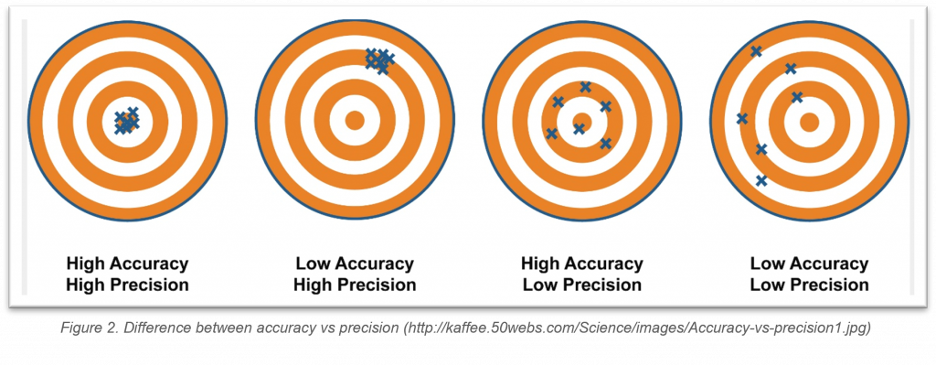 High Accuracy
High Precision
Low Accuracy
High Precision
High Accuracy
Low Precision
Low Accuracy
Low Precision
Figure 2. Difference between accuracy vs precision (http://kaffee.50webs.com/Science/images/Accuracy-vs-precision1.jpg)